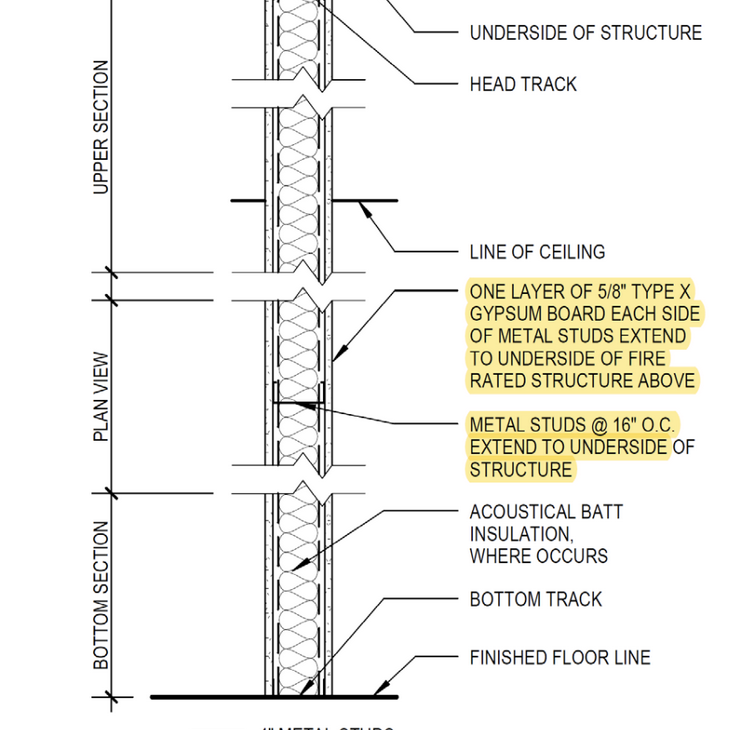 UNDERSIDE OF STRUCTURE
HEAD TRACK
UPPER SECTION
LINE OF CEILING
ONE LAYER OF 5/8" TYPE X
GYPSUM BOARD EACH SIDE
OF METAL STUDS EXTEND
TO UNDERSIDE OF FIRE
RATED STRUCTURE ABOVE
PLAN VIEW
METAL STUDS @ 16" O.C.
EXTEND TO UNDERSIDE OF
STRUCTURE
ACOUSTICAL BATT
INSULATION,
WHERE OCCURS
BOTTOM SECTION
BOTTOM TRACK
FINISHED FLOOR LINE
METAL STUDS